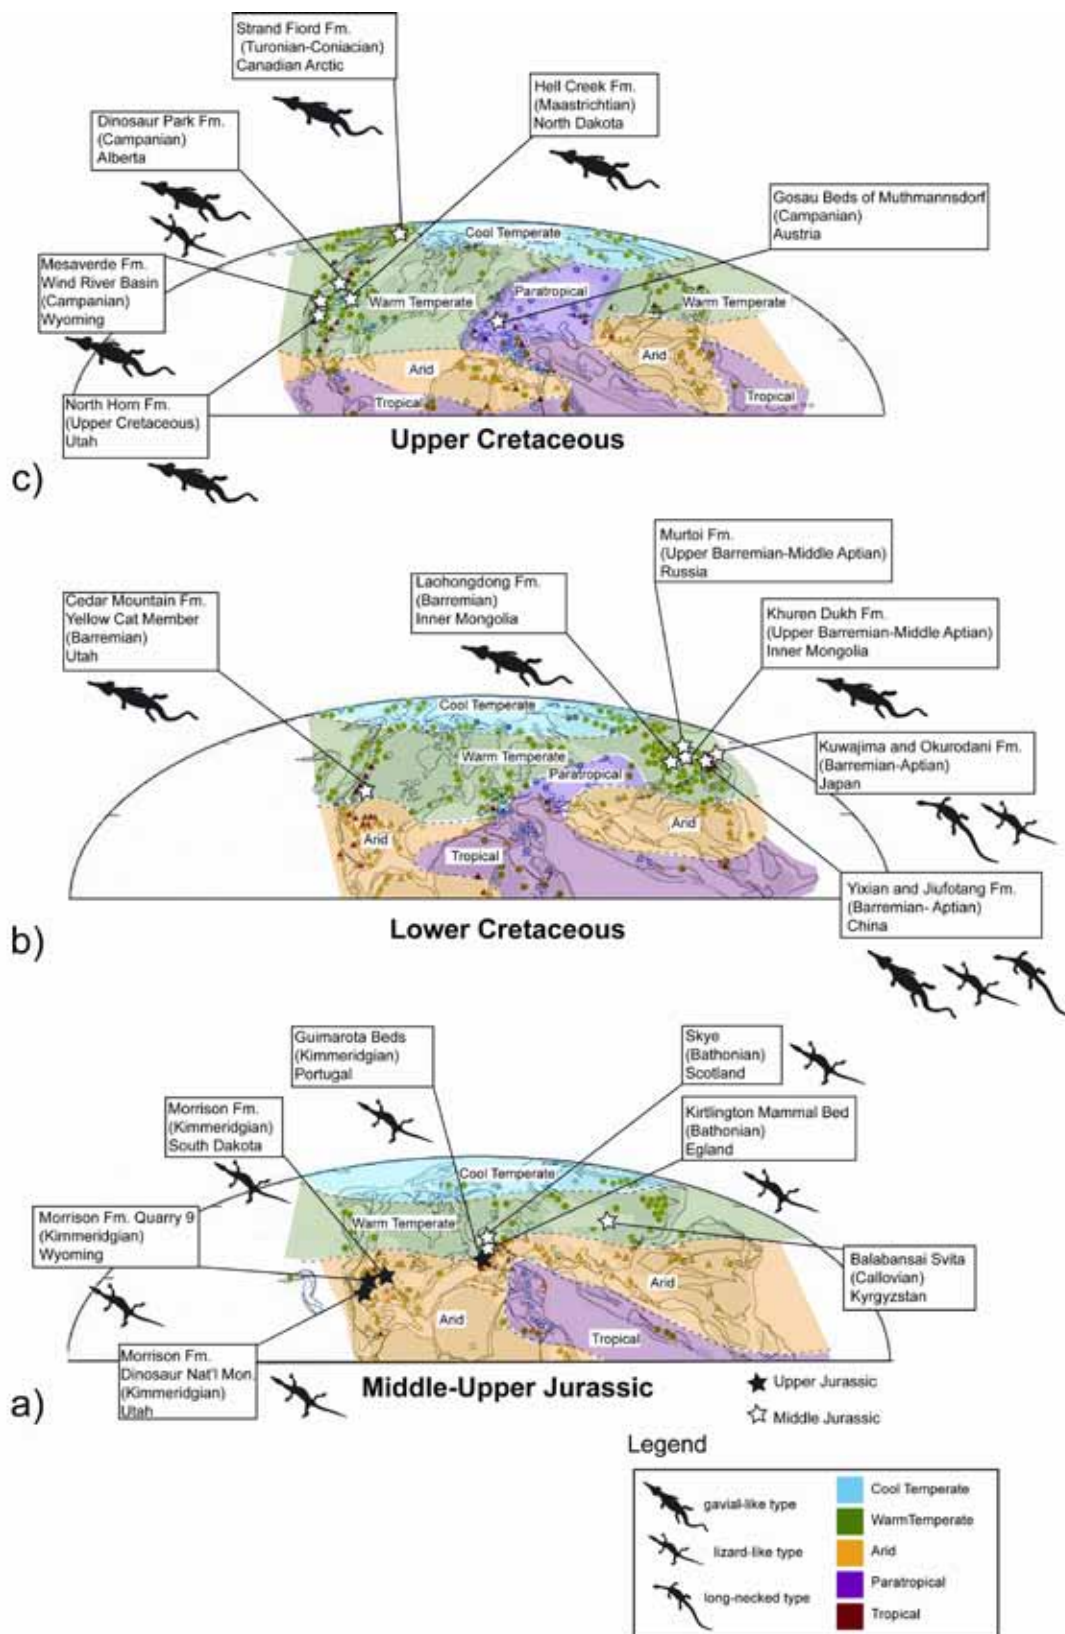 Strand Fiord Fm.
(Turonian-Coniacian)
Canadian Arctic
Hell Creek Fm.
(Maastrichtian)
North Dakota
Dinosaur Park Fm.
(Campanian)
Alberta
Gosau Beds of Muthmannsdorf
(Campanian)
Austria
Mesaverde Fm.
Wind River Basin
(Campanian)
Wyoming
North Horn Fm.
(Upper Cretaceous)
Utah
Cool Temperate
Paratropical
Warm Temperate
Warm Temperate
Arid
Arid
Tropical
Tropical
Upper Cretaceous
c)
Murtoi Fm.
(Upper Barremian-Middle Aptian)
Russia
Laohongdong Fm.
(Barremian)
Inner Mongolia
Cedar Mountain Fm.
Yellow Cat Member
(Barremian)
Utah
Khuren Dukh Fm.
(Upper Barremian-Middle Aptian)
Inner Mongolia
Kuwajima and Okurodani Fm.
(Barremian-Aptian)
Japan
Yixian and Jiufotang Fm.
(Barremian- Aptian)
China
Cool Temperate
Warm Temperate
Paratropical
Arid
Arid
Tropical
Lower Cretaceous
b)
Guimarota Beds
(Kimmeridgian)
Portugal
Skye
(Bathonian)
Scotland
Morrison Fm.
(Kimmeridgian)
South Dakota
Kirtlington Mammal Bed
(Bathonian)
Egland
Morrison Fm. Quarry 9
(Kimmeridgian)
Wyoming
Balabansai Svita
(Callovian)
Kyrgyzstan
Morrison Fm.
Dinosaur Nat'l Mon.
(Kimmeridgian)
Utah
Cool Temperate
Warm Temperate
Arid
Arid
Tropical
Middle-Upper Jurassic
a)
Upper Jurassic
Middle Jurassic
Legend
gavial-like type
lizard-like type
long-necked type
Cool Temperate
WarmTemperate
Arid
Paratropical
Tropical